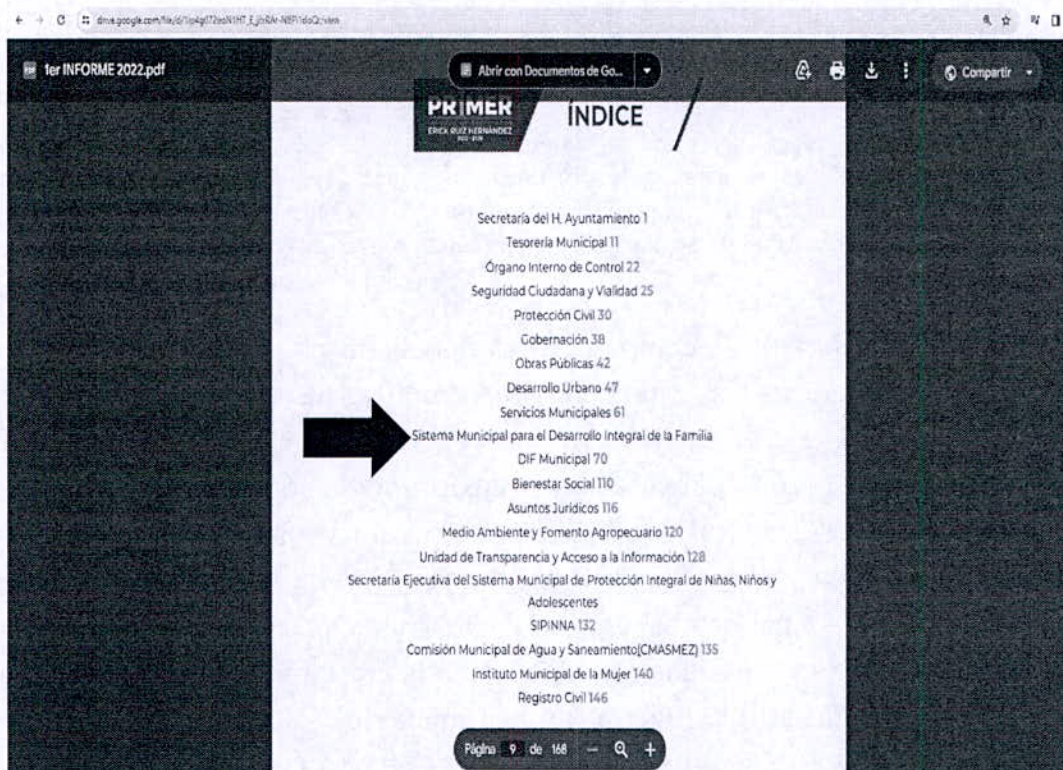 1er INFORME 2022.pdf
Abrir con Documentos de Go...
Compartir
PRIMER
ERICK RUIZ HERNÁNDEZ
ÍNDICE
Secretaría del H. Ayuntamiento 1
Tesorería Municipal 11
Órgano Interno de Control 22
Seguridad Ciudadana y Vialidad 25
Protección Civil 30
Gobernación 38
Obras Públicas 42
Desarrollo Urbano 47
Servicios Municipales 61
Sistema Municipal para el Desarrollo Integral de la Familia
DIF Municipal 70
Bienestar Social 110
Asuntos Jurídicos 116
Medio Ambiente y Fomento Agropecuario 120
Unidad de Transparencia y Acceso a la Información 128
Secretaría Ejecutiva del Sistema Municipal de Protección Integral de Niñas, Niños y
Adolescentes
SIPINNA 132
Comisión Municipal de Agua y Saneamiento(CMASMEZ) 135
Instituto Municipal de la Mujer 140
Registro Civil 146
Página 9 de 168